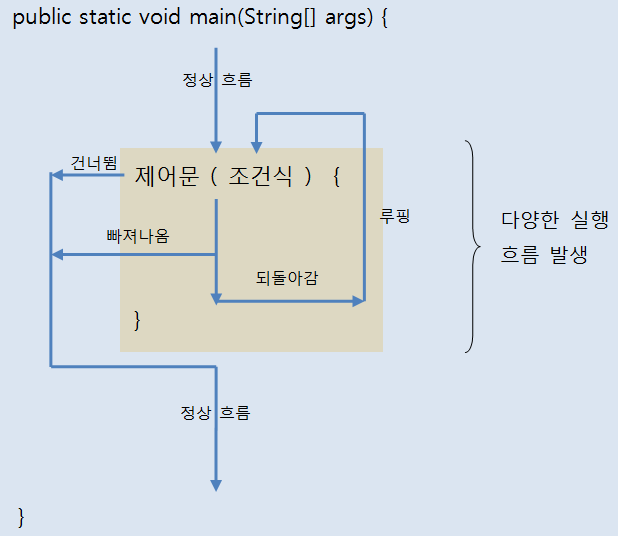 public static void main(String[] args) {
정상 흐름
건너뜀
제어문 ( 조건식 ) {
루핑
다양한 실행
흐름 발생
빠져나옴
되돌아감
}
정상 흐름
}